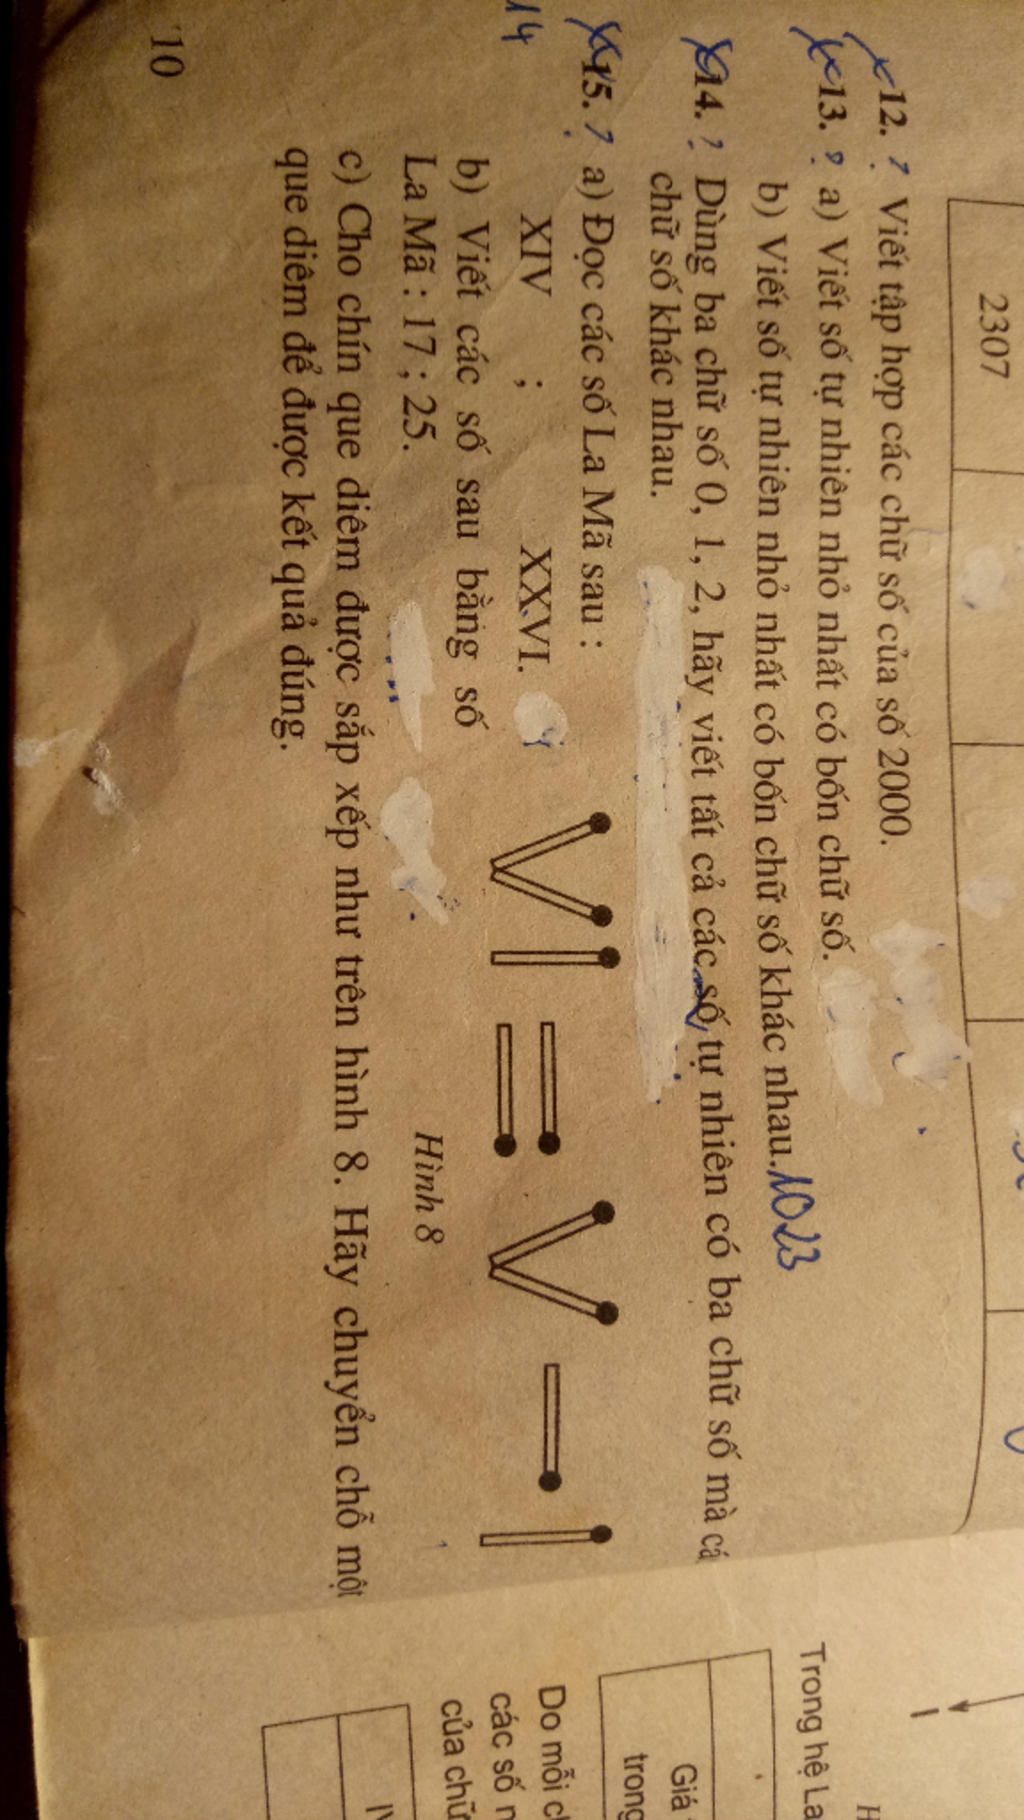 2307
12. ? Viết tập hợp các chữ số của số 2000.
13. ? a) Viết số tự nhiên nhỏ nhất có bốn chữ số.
b) Viết số tự nhiên nhỏ nhất có bốn chữ số khác nhau. 1023
14. ? Dùng ba chữ số 0, 1, 2, hãy viết tất cả các số tự nhiên có ba chữ số mà cá
chữ số khác nhau.
15. ? a) Đọc các số La Mã sau :
14 XIV ; XXVI.
b) Viết các số sau bằng số
La Mã : 17 ; 25.
Hình 8
c) Cho chín que diêm được sắp xếp như trên hình 8. Hãy chuyển chỗ một
que diêm để được kết quả đúng.
10
Trong hệ La
Giá
trong
Do mỗi
các số
của chữ